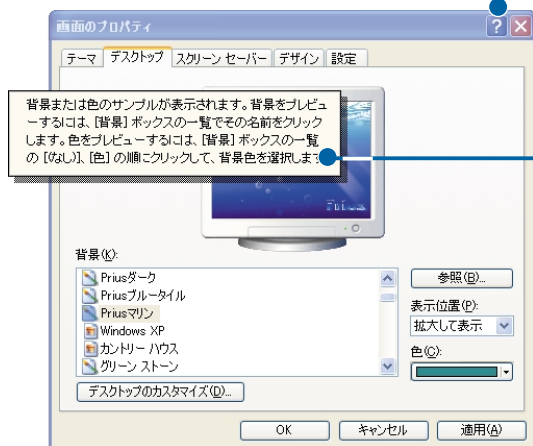 画面のプロパティ
テーマ デスクトップ スクリーン セーバー デザイン 設定
背景または色のサンプルが表示されます。背景をプレビュ
ーするには、[背景] ボックスの一覧でその名前をクリック
します。色をプレビューするには、[背景] ボックスの一覧
の [(なし)]、[色] の順にクリックして、背景色を選択します
Prius
背景(K):
Priusダーク
Priusブルータイル
Priusマリン
Windows XP
カントリー ハウス
グリーン ストーン
参照(B)...
表示位置(P):
拡大して表示
色(C):
デスクトップのカスタマイズ(D)...
OK キャンセル 適用(A)